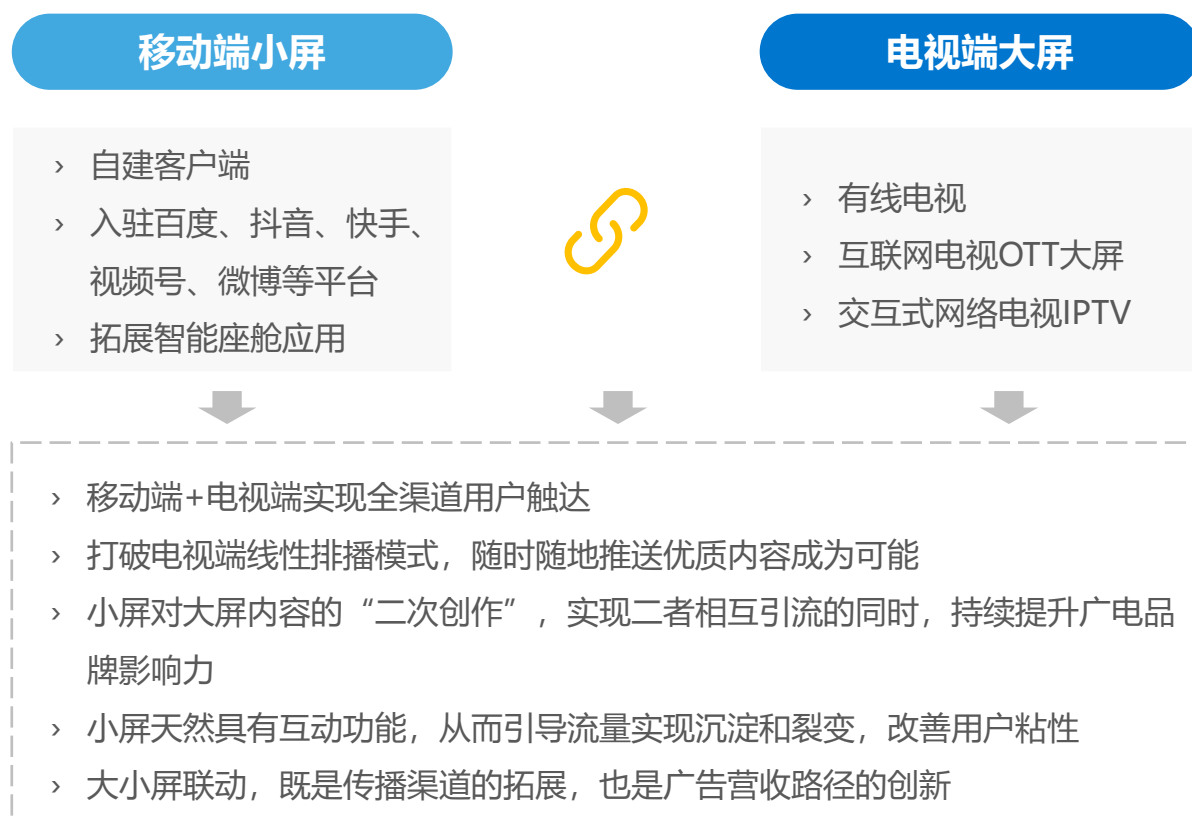 移动端小屏
电视端大屏
› 自建客户端
› 入驻百度、抖音、快手、
视频号、微博等平台
› 拓展智能座舱应用
› 有线电视
› 互联网电视OTT大屏
› 交互式网络电视IPTV
› 移动端+电视端实现全渠道用户触达
› 打破电视端线性排播模式，随时随地推送优质内容成为可能
› 小屏对大屏内容的“二次创作”，实现二者相互引流的同时，持续提升广电品
牌影响力
› 小屏天然具有互动功能，从而引导流量实现沉淀和裂变，改善用户粘性
› 大小屏联动，既是传播渠道的拓展，也是广告营收路径的创新